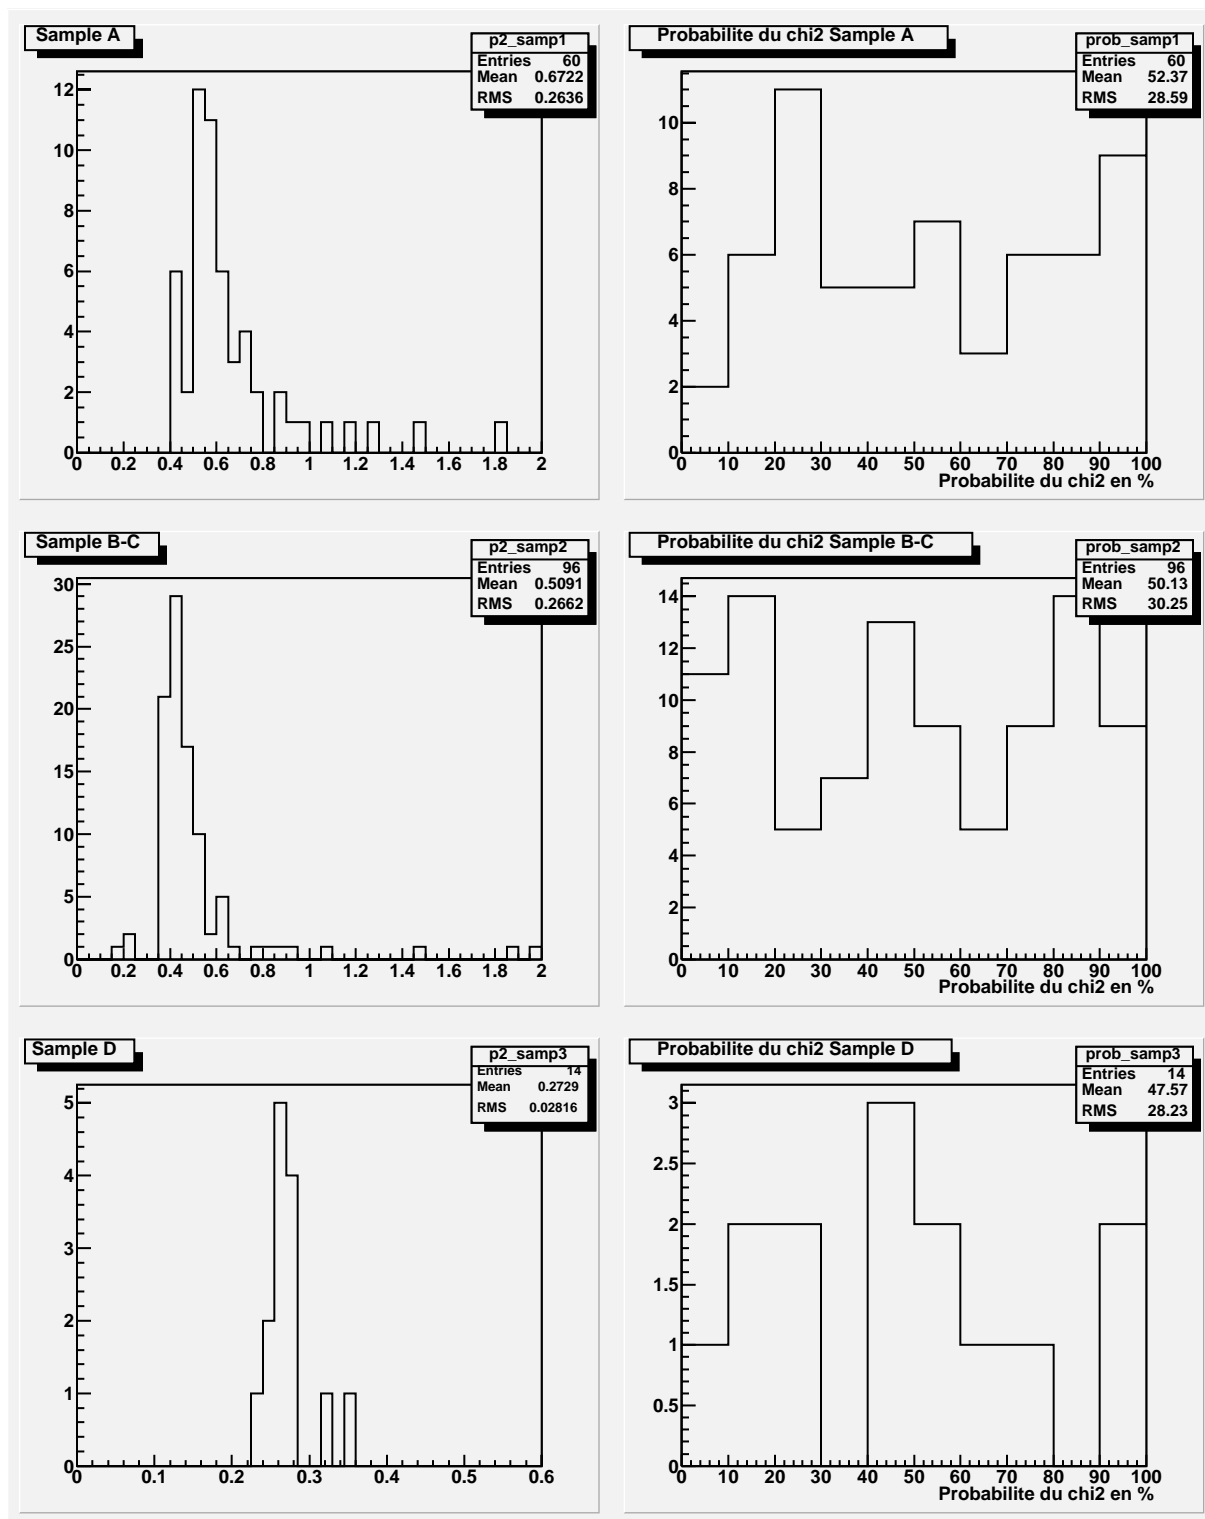 Sample A
p2_samp1
Entries 60
Mean 0.6722
RMS 0.2636
12
10
8
6
4
2
0
0 0.2 0.4 0.6 0.8 1 1.2 1.4 1.6 1.8 2
Probabilite du chi2 Sample A
prob_samp1
Entries 60
Mean 52.37
RMS 28.59
10
8
6
4
2
0
0 10 20 30 40 50 60 70 80 90 100
Probabilite du chi2 en %
Sample B-C
p2_samp2
Entries 96
Mean 0.5091
RMS 0.2662
30
25
20
15
10
5
0
0 0.2 0.4 0.6 0.8 1 1.2 1.4 1.6 1.8 2
Probabilite du chi2 Sample B-C
prob_samp2
Entries 96
Mean 50.13
RMS 30.25
14
12
10
8
6
4
2
0
0 10 20 30 40 50 60 70 80 90 100
Probabilite du chi2 en %
Sample D
p2_samp3
Entries 14
Mean 0.2729
RMS 0.02816
5
4
3
2
1
0
0 0.1 0.2 0.3 0.4 0.5 0.6
Probabilite du chi2 Sample D
prob_samp3
Entries 14
Mean 47.57
RMS 28.23
3
2.5
2
1.5
1
0.5
0
0 10 20 30 40 50 60 70 80 90 100
Probabilite du chi2 en %